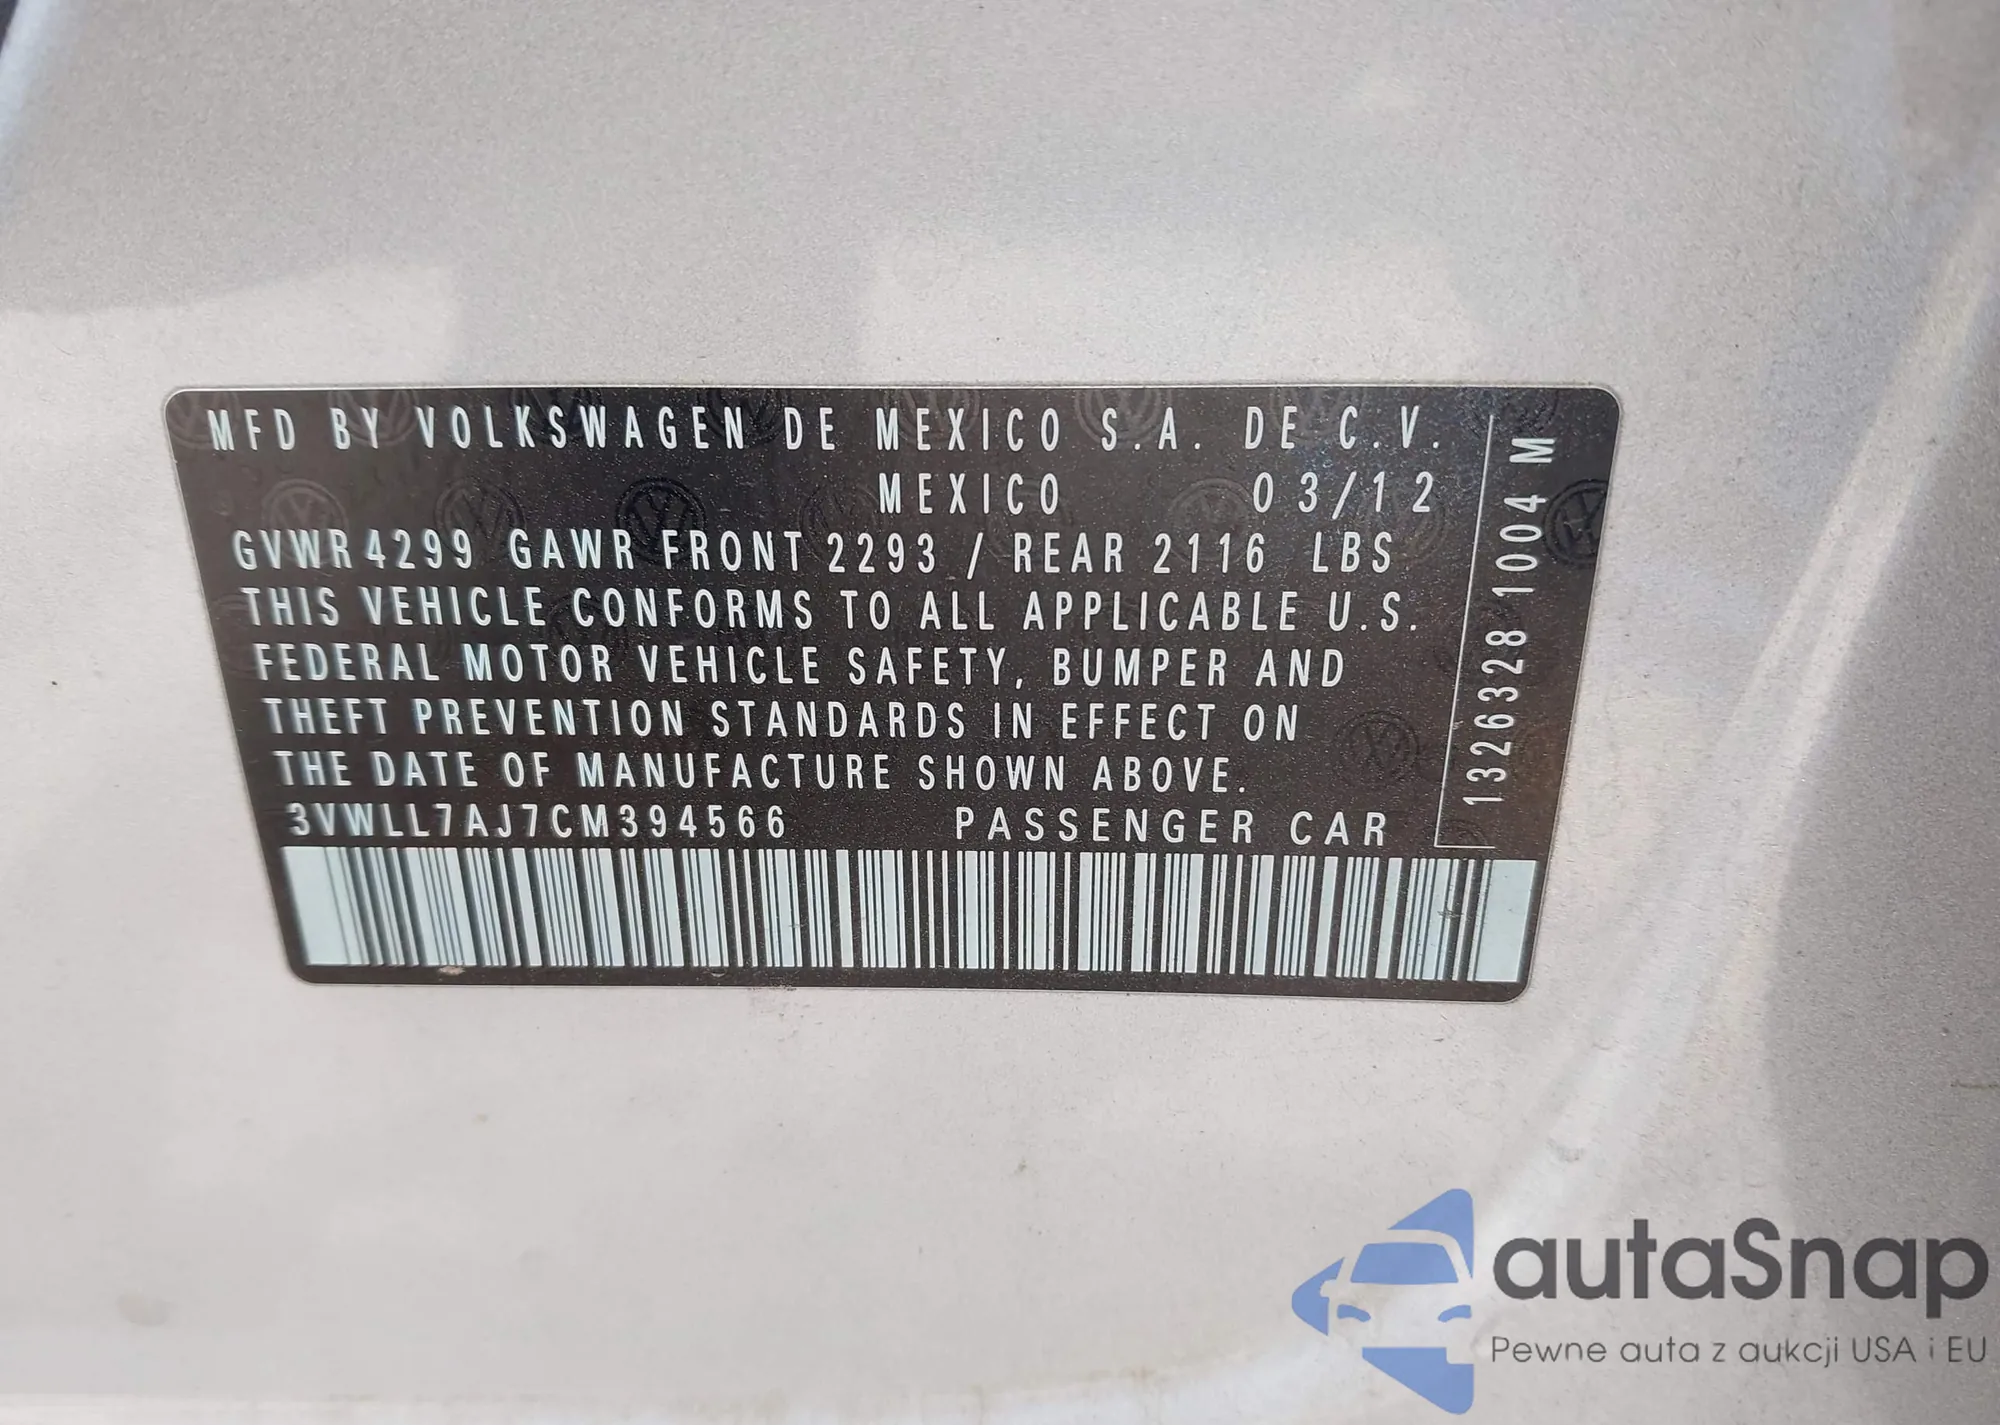 MFD BY VOLKSWAGEN DE MEXICO S.A. DE C.V.
MEXICO 03/12
GVWR 4299 GAWR FRONT 2293 / REAR 2116 LBS
THIS VEHICLE CONFORMS TO ALL APPLICABLE U.S.
FEDERAL MOTOR VEHICLE SAFETY, BUMPER AND
THEFT PREVENTION STANDARDS IN EFFECT ON
THE DATE OF MANUFACTURE SHOWN ABOVE.
3VWLL7AJ7CM394566 PASSENGER CAR
1326328 1004 M
autaSnap
Pewne auta z aukcji USA i EU